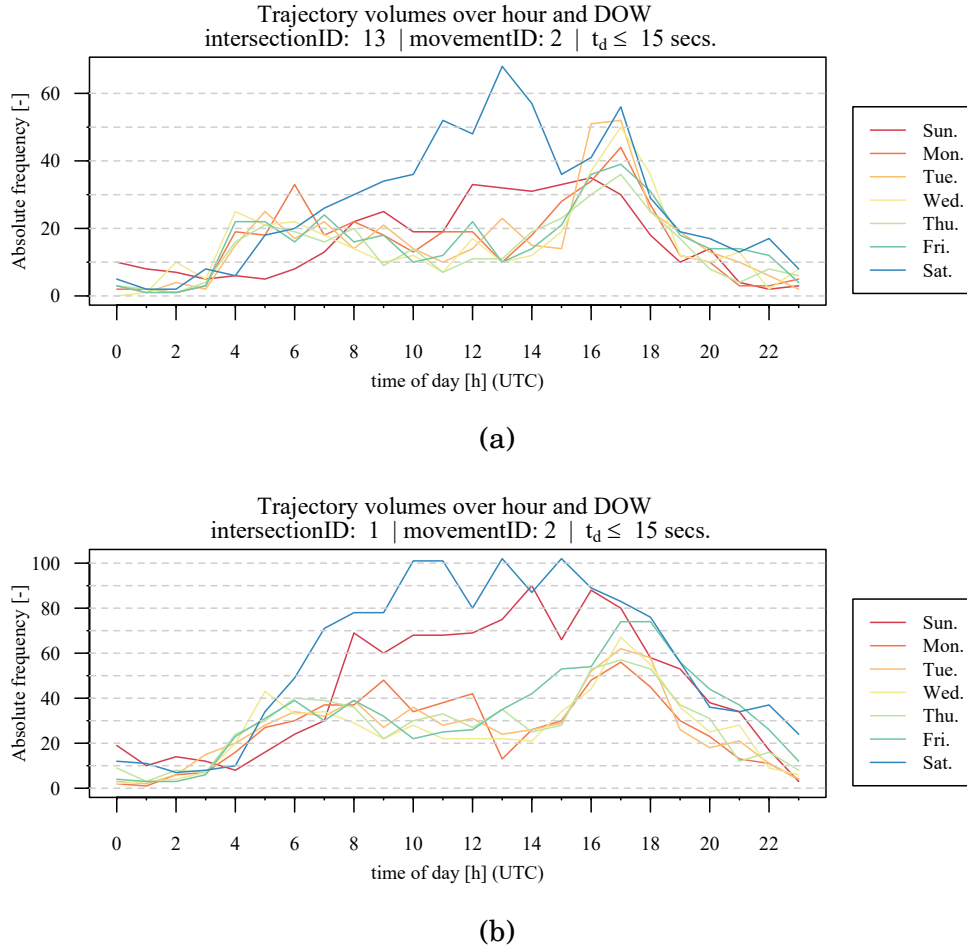 Trajectory volumes over hour and DOW
intersectionID: 13 | movementID: 2 | t_d ≤ 15 secs.
Absolute frequency [-]
60
40
20
0
0 2 4 6 8 10 12 14 16 18 20 22
time of day [h] (UTC)
Sun.
Mon.
Tue.
Wed.
Thu.
Fri.
Sat.
(a)
Trajectory volumes over hour and DOW
intersectionID: 1 | movementID: 2 | t_d ≤ 15 secs.
Absolute frequency [-]
100
80
60
40
20
0
0 2 4 6 8 10 12 14 16 18 20 22
time of day [h] (UTC)
Sun.
Mon.
Tue.
Wed.
Thu.
Fri.
Sat.
(b)